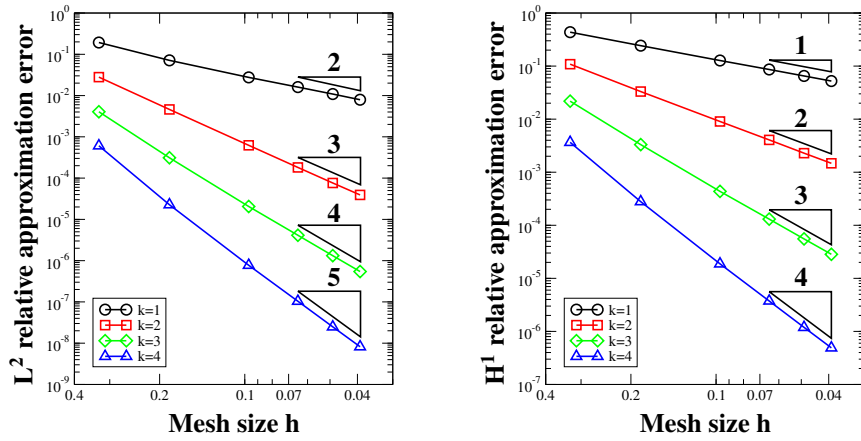 10⁰
10⁻¹
10⁻²
10⁻³
10⁻⁴
10⁻⁵
10⁻⁶
10⁻⁷
10⁻⁸
10⁻⁹
L² relative approximation error
2
3
4
5
k=1
k=2
k=3
k=4
0.4 0.2 0.1 0.07 0.04
Mesh size h
10⁰
10⁻¹
10⁻²
10⁻³
10⁻⁴
10⁻⁵
10⁻⁶
10⁻⁷
H¹ relative approximation error
1
2
3
4
k=1
k=2
k=3
k=4
0.4 0.2 0.1 0.07 0.04
Mesh size h